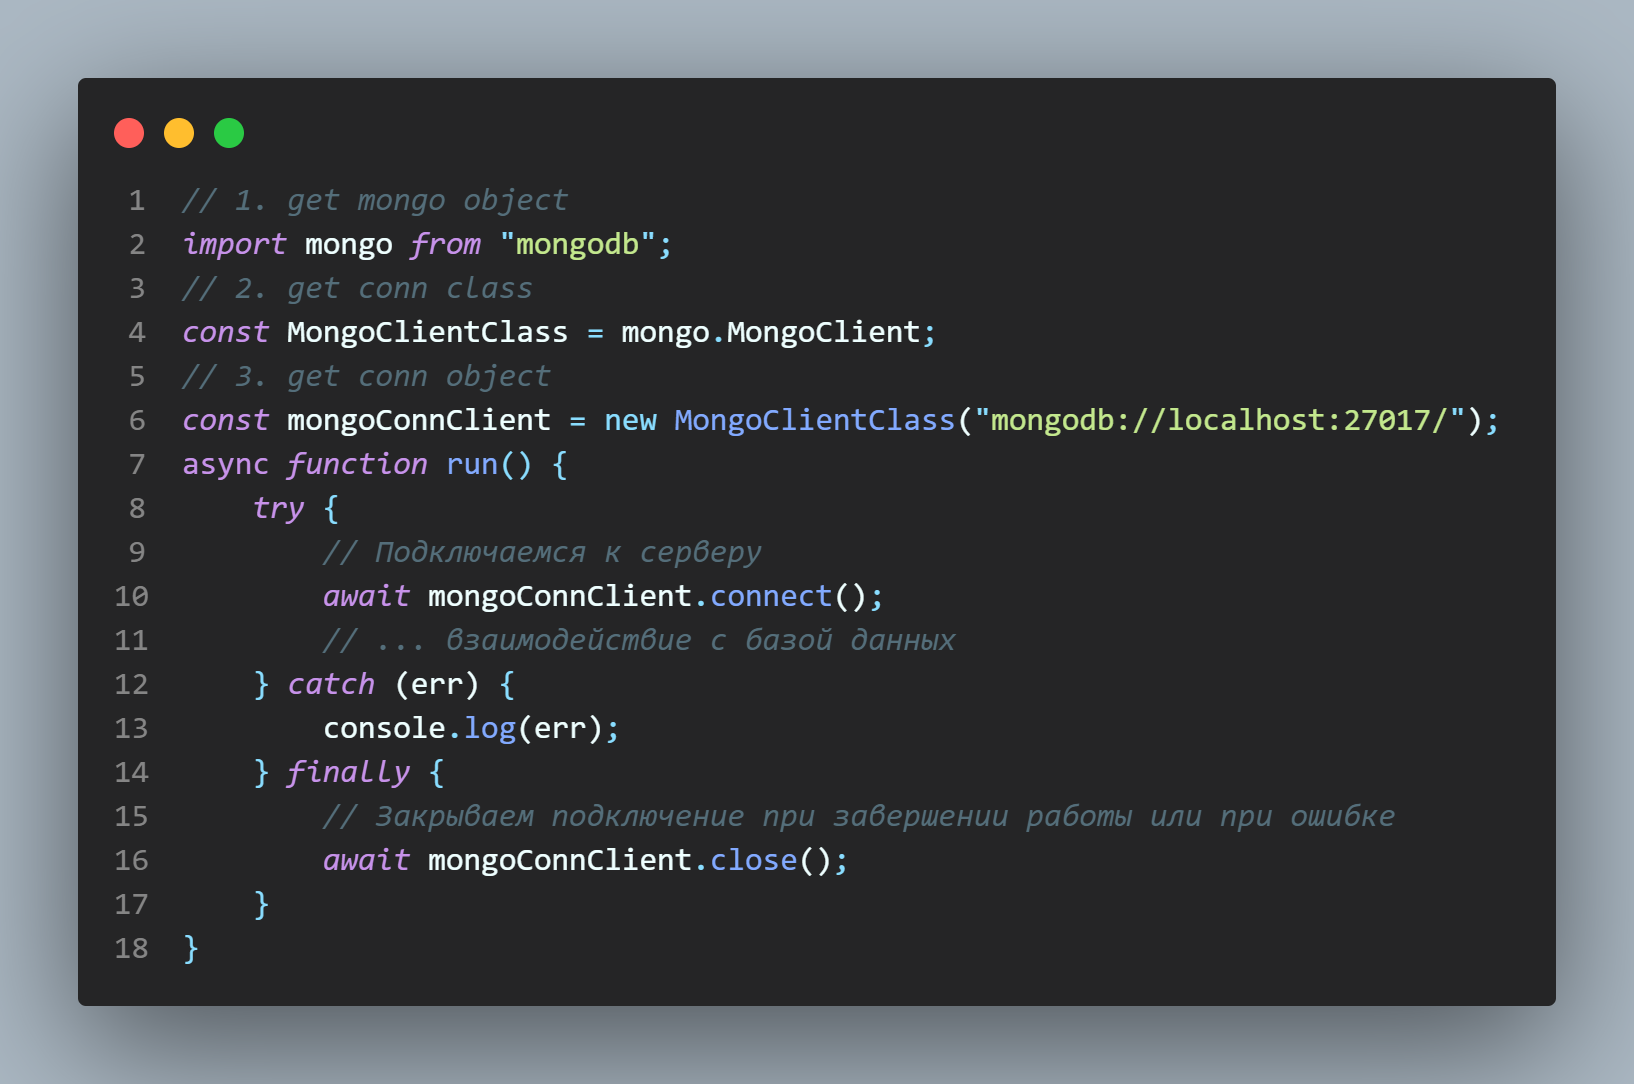 1 // 1. get mongo object
2 import mongo from "mongodb";
3 // 2. get conn class
4 const MongoClientClass = mongo.MongoClient;
5 // 3. get conn object
6 const mongoConnClient = new MongoClientClass("mongodb://localhost:27017/");
7 async function run() {
8     try {
9         // Подключаемся к серверу
10         await mongoConnClient.connect();
11         // ... взаимодействие с базой данных
12     } catch (err) {
13         console.log(err);
14     } finally {
15         // Закрываем подключение при завершении работы или при ошибке
16         await mongoConnClient.close();
17     }
18 }